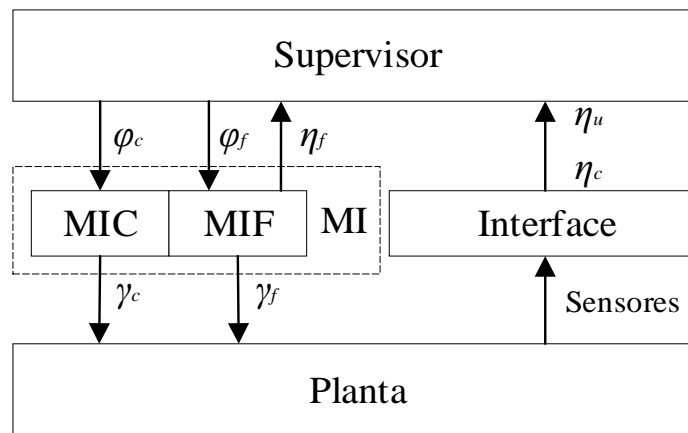 Supervisor
φc φf ηf ηu
ηc
MIC MIF MI Interface
γc γf Sensores
Planta